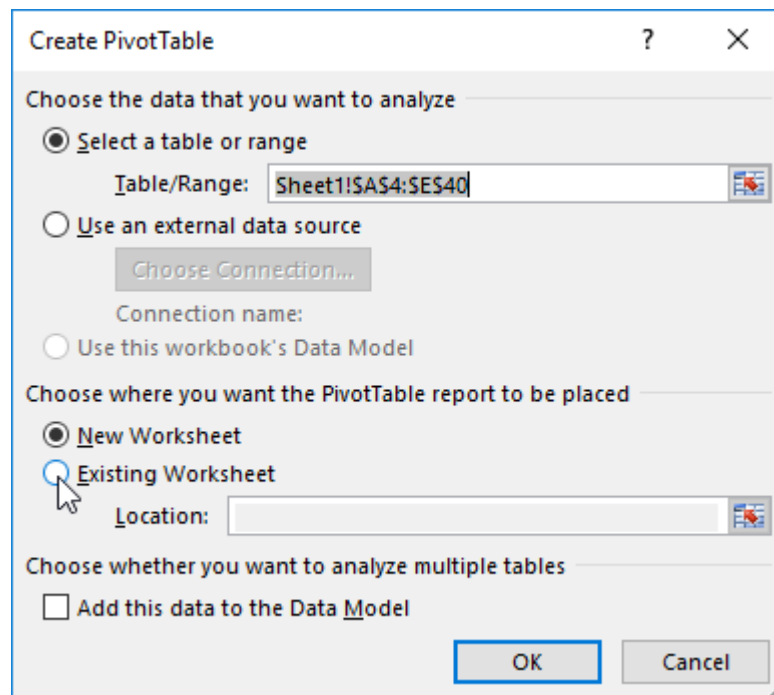 Create PivotTable ?
Choose the data that you want to analyze
Select a table or range
Table/Range: Sheet1!$A$4:$E$40
Use an external data source
Choose Connection...
Connection name:
Use this workbook's Data Model
Choose where you want the PivotTable report to be placed
New Worksheet
Existing Worksheet
Location:
Choose whether you want to analyze multiple tables
Add this data to the Data Model
OK Cancel